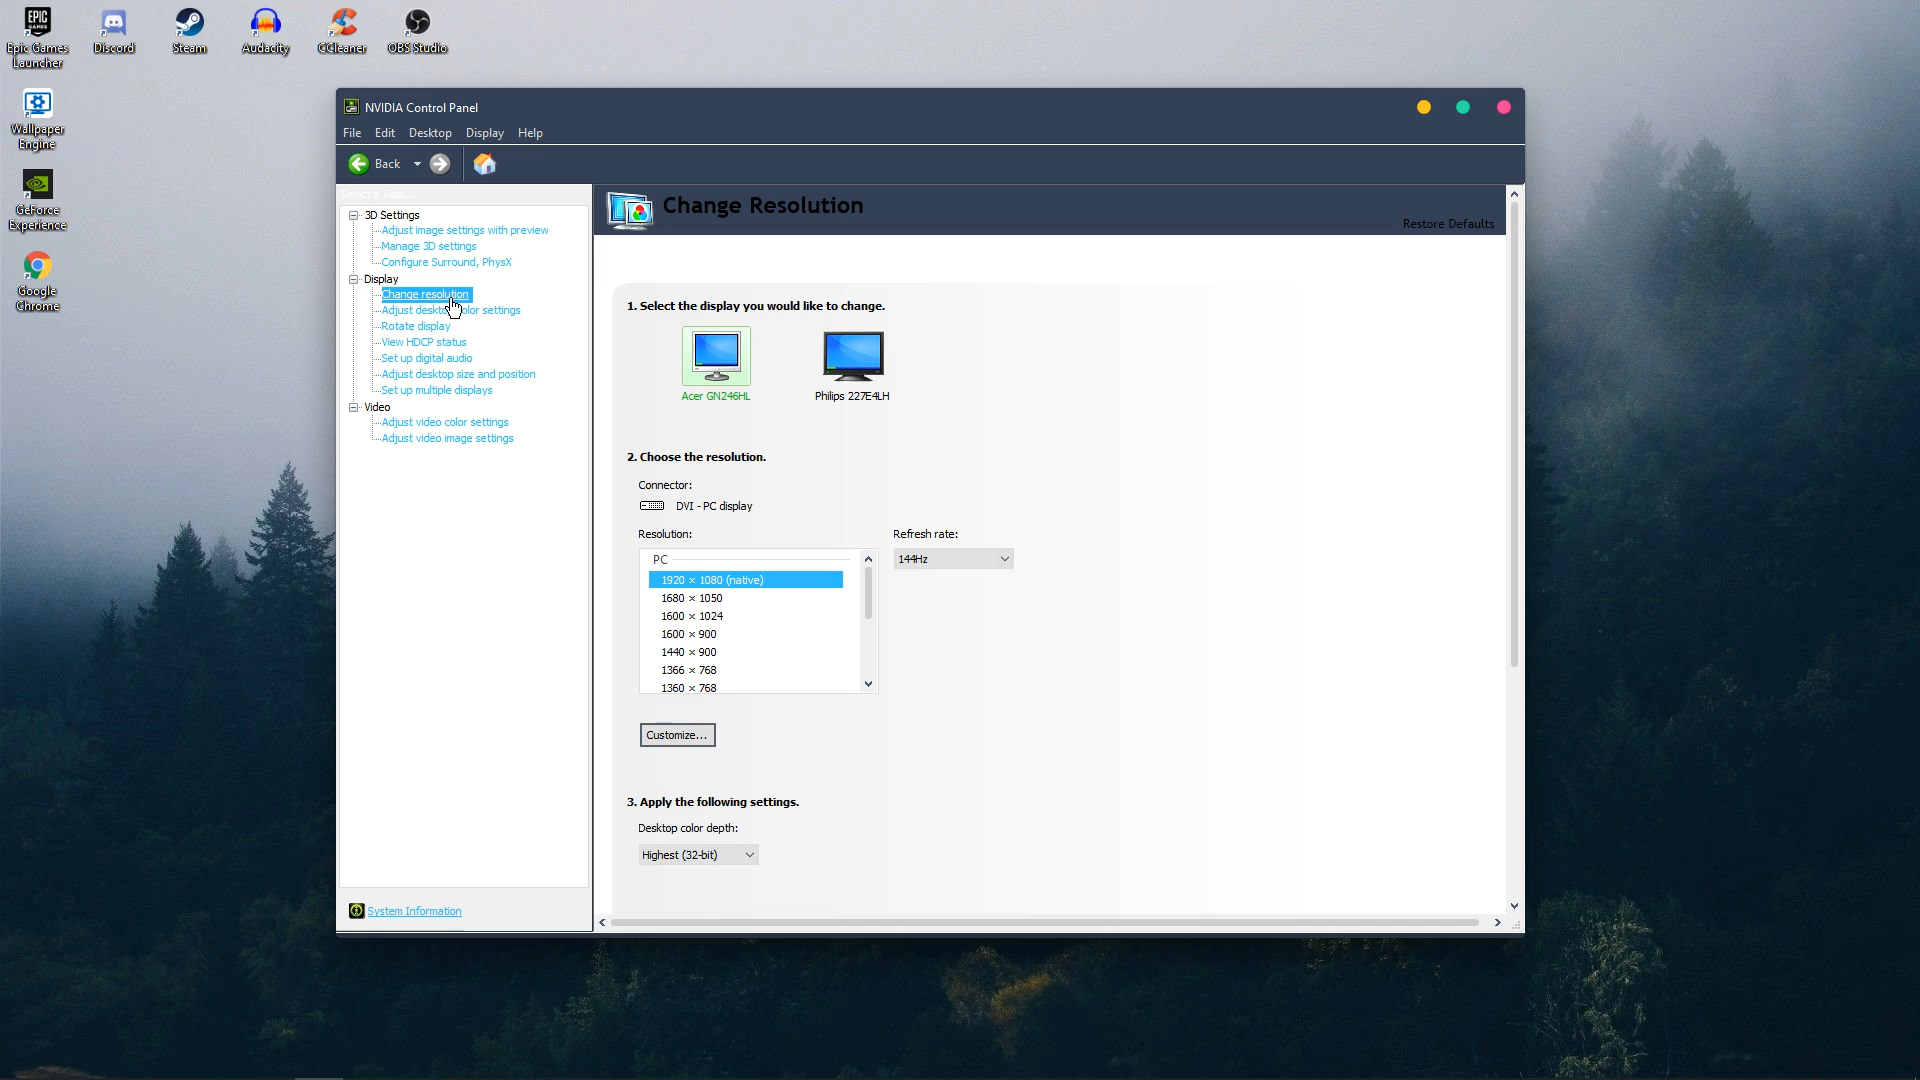 Epic Games
Launcher
Discord
Steam
Audacity
CCleaner
OBS Studio
Wallpaper
Engine
GeForce
Experience
Google
Chrome
NVIDIA Control Panel
File Edit Desktop Display Help
Back
Select a Task...
3D Settings
Adjust image settings with preview
Manage 3D settings
Configure Surround, PhysX
Display
Change resolution
Adjust desktop color settings
Rotate display
View HDCP status
Set up digital audio
Adjust desktop size and position
Set up multiple displays
Video
Adjust video color settings
Adjust video image settings
System Information
Change Resolution
Restore Defaults
1. Select the display you would like to change.
Acer GN246HL
Philips 227E4LH
2. Choose the resolution.
Connector:
DVI - PC display
Resolution:
Refresh rate:
PC
144Hz
1920 × 1080 (native)
1680 × 1050
1600 × 1024
1600 × 900
1440 × 900
1366 × 768
1360 × 768
Customize...
3. Apply the following settings.
Desktop color depth:
Highest (32-bit)